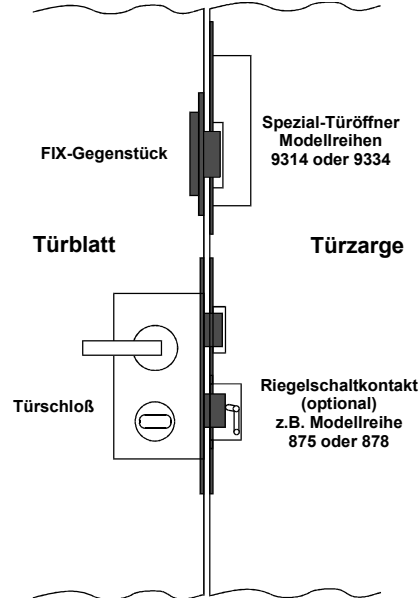 Spezial-Türöffner
Modellreihen
9314 oder 9334
FIX-Gegenstück
Türblatt
Türzarge
Türschloß
Riegelschaltkontakt
(optional)
z.B. Modellreihe
875 oder 878